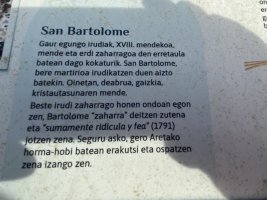 San Bartolome
Gaur egungo irudiak, XVIII. mendekoa,
mende eta erdi zaharragoa den erretaula
batean dago kokaturik. San Bartolome,
bere martirioa irudikatzen duen aizto
batekin. Oinetan, deabrua, gaizkia,
kristautasunaren mende.
Beste irudi zaharrago honen ondoan egon
zen, Bartolome "zaharra" deitzen zutena
eta "sumamente ridicula y fea" (1791)
jotzen zena. Seguru asko, gero Aretako
horma-hobi batean erakutsi eta ospatzen
zena izango zen.